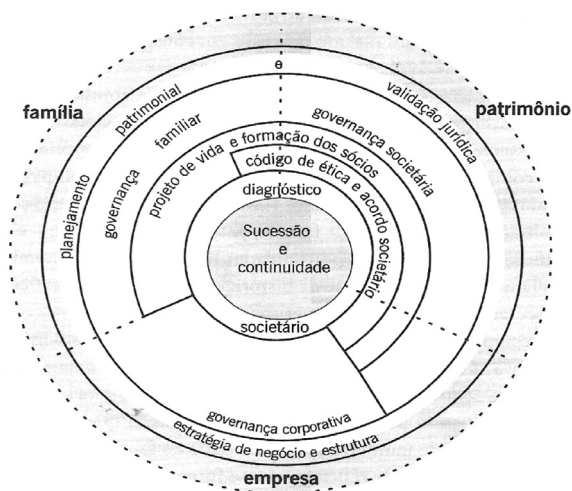 e
família
patrimônio
planejamento patrimonial
validação jurídica
governança familiar
governança societária
projeto de vida e formação dos sócios
código de ética e acordo societário
diagróstico
Sucessão
e
continuidade
societário
governança corporativa
estratégia de negócio e estrutura
empresa